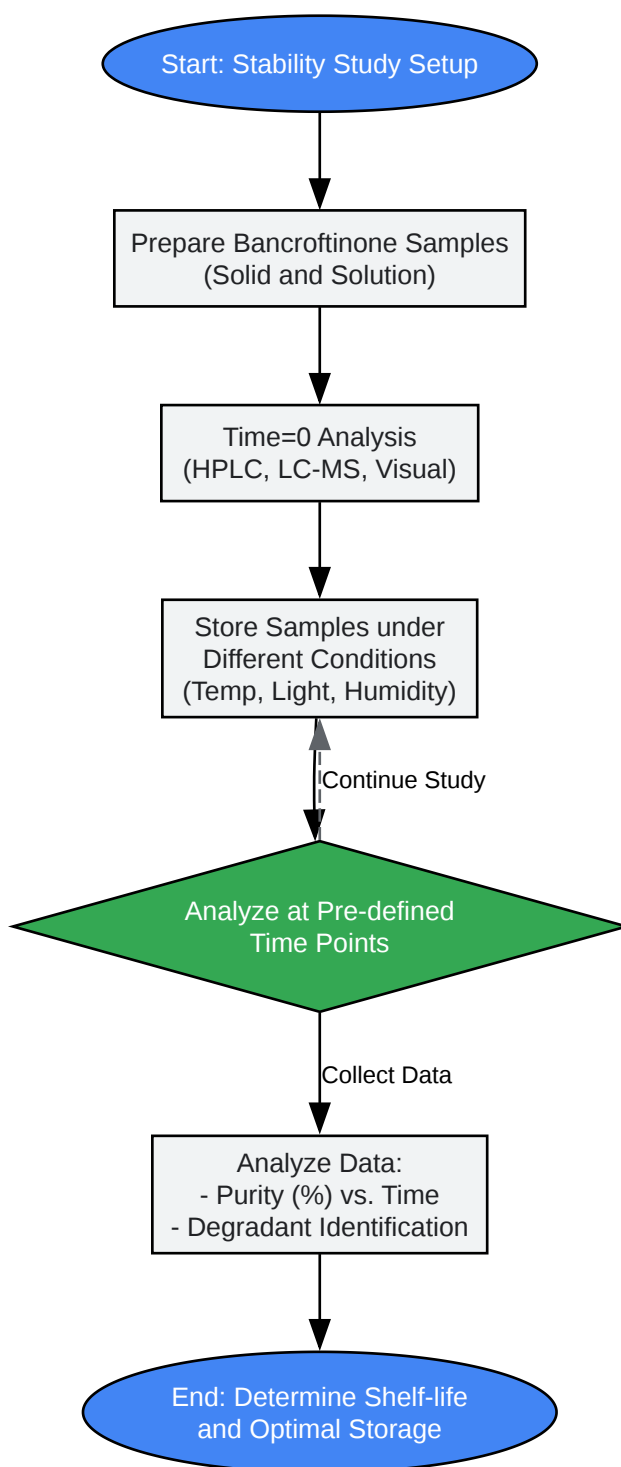 Start: Stability Study Setup
Prepare Bancroftinone Samples
(Solid and Solution)
Time=0 Analysis
(HPLC, LC-MS, Visual)
Store Samples under
Different Conditions
(Temp, Light, Humidity)
Continue Study
Analyze at Pre-defined
Time Points
Collect Data
Analyze Data:
- Purity (%) vs. Time
- Degradant Identification
End: Determine Shelf-life
and Optimal Storage